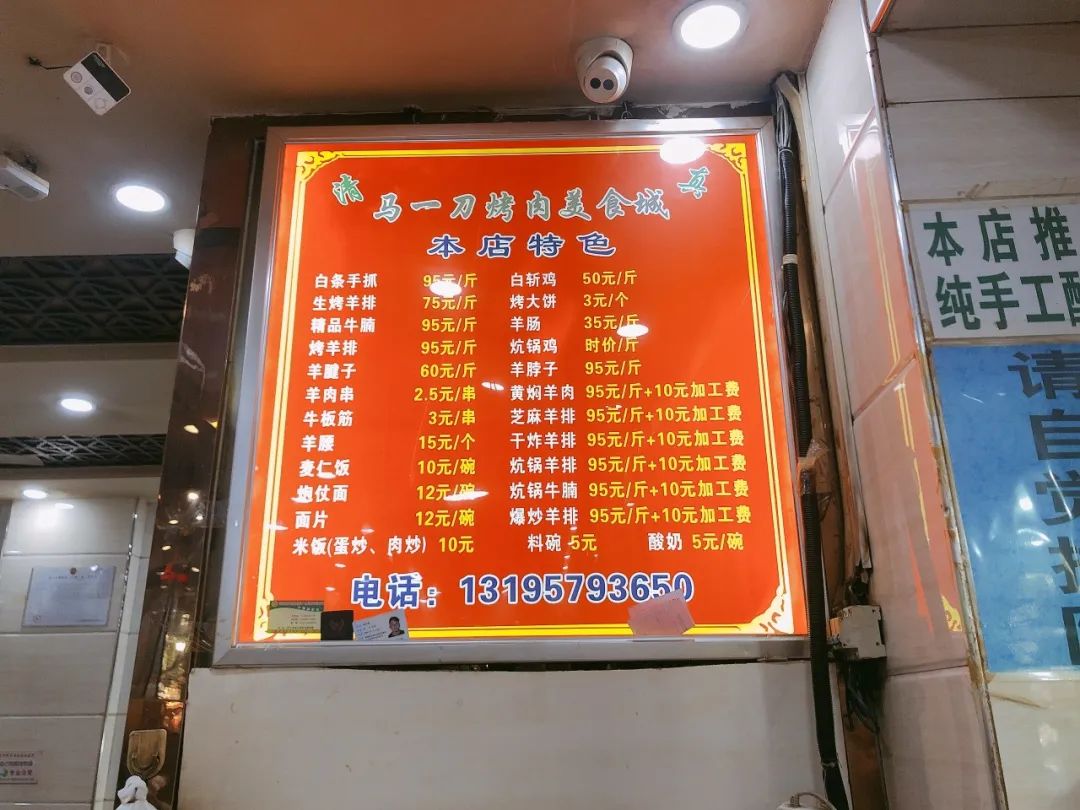 清 真
马一刀烤肉美食城
本店特色
白条手抓 95元/斤 白斩鸡 50元/斤
生烤羊排 75元/斤 烤大饼 3元/个
精品牛腩 95元/斤 羊肠 35元/斤
烤羊排 95元/斤 炕锅鸡 时价/斤
羊腱子 60元/斤 羊脖子 95元/斤
羊肉串 2.5元/串 黄焖羊肉 95元/斤+10元加工费
牛板筋 3元/串 芝麻羊排 95元/斤+10元加工费
羊腰 15元/个 干炸羊排 95元/斤+10元加工费
麦仁饭 10元/碗 炕锅羊排 95元/斤+10元加工费
炮仗面 12元/碗 炕锅牛腩 95元/斤+10元加工费
面片 12元/碗 爆炒羊排 95元/斤+10元加工费
米饭(蛋炒、肉炒) 10元 料碗 5元 酸奶 5元/碗
电话：13195793650
本店推
纯手工酿
请自觉扫